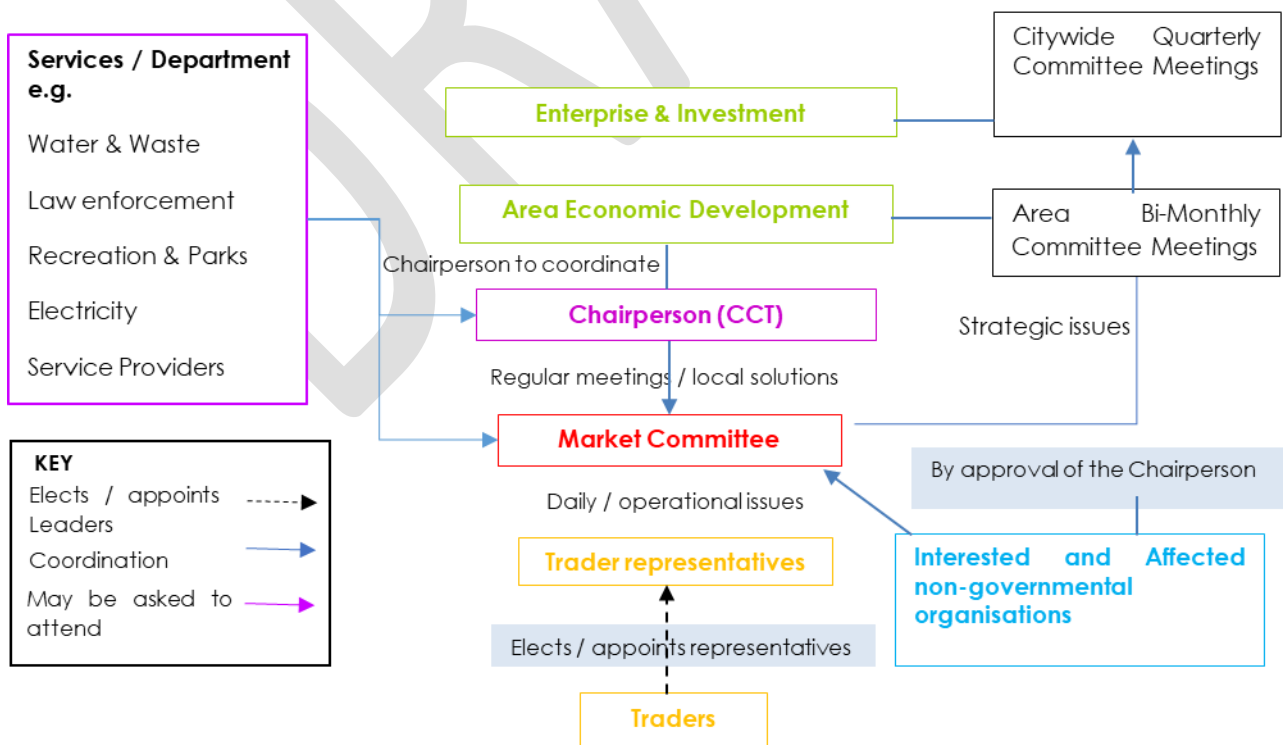 Services / Department
e.g.
Water & Waste
Law enforcement
Recreation & Parks
Electricity
Service Providers
Citywide Quarterly
Committee Meetings
Enterprise & Investment
Area Economic Development
Area Bi-Monthly
Committee Meetings
Chairperson to coordinate
Chairperson (CCT)
Strategic issues
Regular meetings / local solutions
Market Committee
By approval of the Chairperson
Daily / operational issues
Trader representatives
Interested and Affected
non-governmental
organisations
Elects / appoints representatives
Traders
KEY
Elects / appoints
Leaders
Coordination
May be asked to
attend